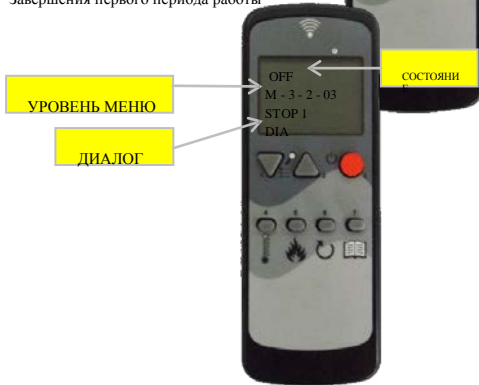 Завершения первого периода работы
OFF
СОСТОЯНИ
УРОВЕНЬ МЕНЮ
M - 3 - 2 - 03
STOP 1
ДИАЛОГ
DIA